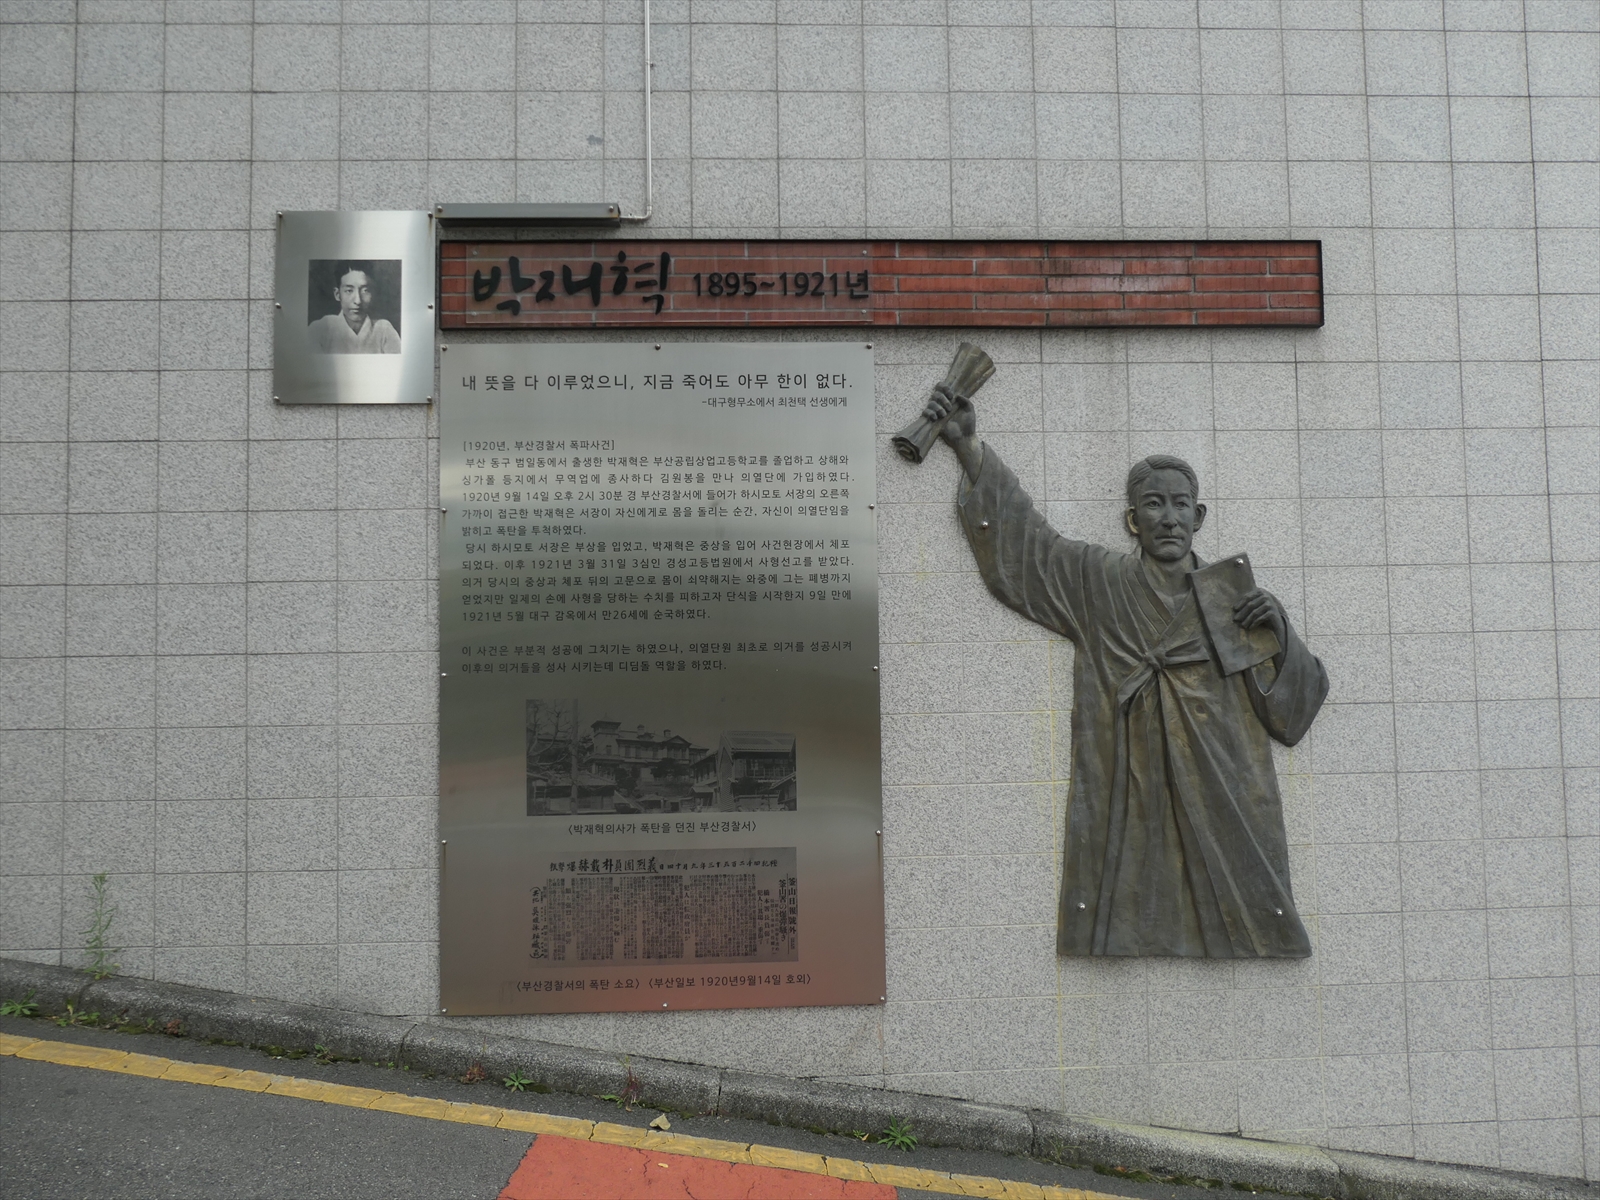 박재혁 1895~1921년
내 뜻을 다 이루었으니, 지금 죽어도 아무 한이 없다.
-대구형무소에서 최천택 선생에게
[1920년, 부산경찰서 폭파사건]
부산 동구 범일동에서 출생한 박재혁은 부산공립상업고등학교를 졸업하고 상해와
싱가폴 등지에서 무역업에 종사하다 김원봉을 만나 의열단에 가입하였다.
1920년 9월 14일 오후 2시 30분 경 부산경찰서에 들어가 하시모토 서장의 오른쪽
가까이 접근한 박재혁은 서장이 자신에게로 몸을 돌리는 순간, 자신이 의열단임을
밝히고 폭탄을 투척하였다.
당시 하시모토 서장은 부상을 입었고, 박재혁은 중상을 입어 사건현장에서 체포
되었다. 이후 1921년 3월 31일 3심인 경성고등법원에서 사형선고를 받았다.
의거 당시의 중상과 체포 뒤의 고문으로 몸이 쇠약해지는 와중에 그는 폐병까지
얻었지만 일제의 손에 사형을 당하는 수치를 피하고자 단식을 시작한지 9일 만에
1921년 5월 대구 감옥에서 만26세에 순국하였다.
이 사건은 부분적 성공에 그치기는 하였으나, 의열단원 최초로 의거를 성공시켜
이후의 의거들을 성사 시키는데 디딤돌 역할을 하였다.
<박재혁의사가 폭탄을 던진 부산경찰서>
釜山日報號外
<부산경찰서의 폭탄 소요> <부산일보 1920년9월14일 호외>